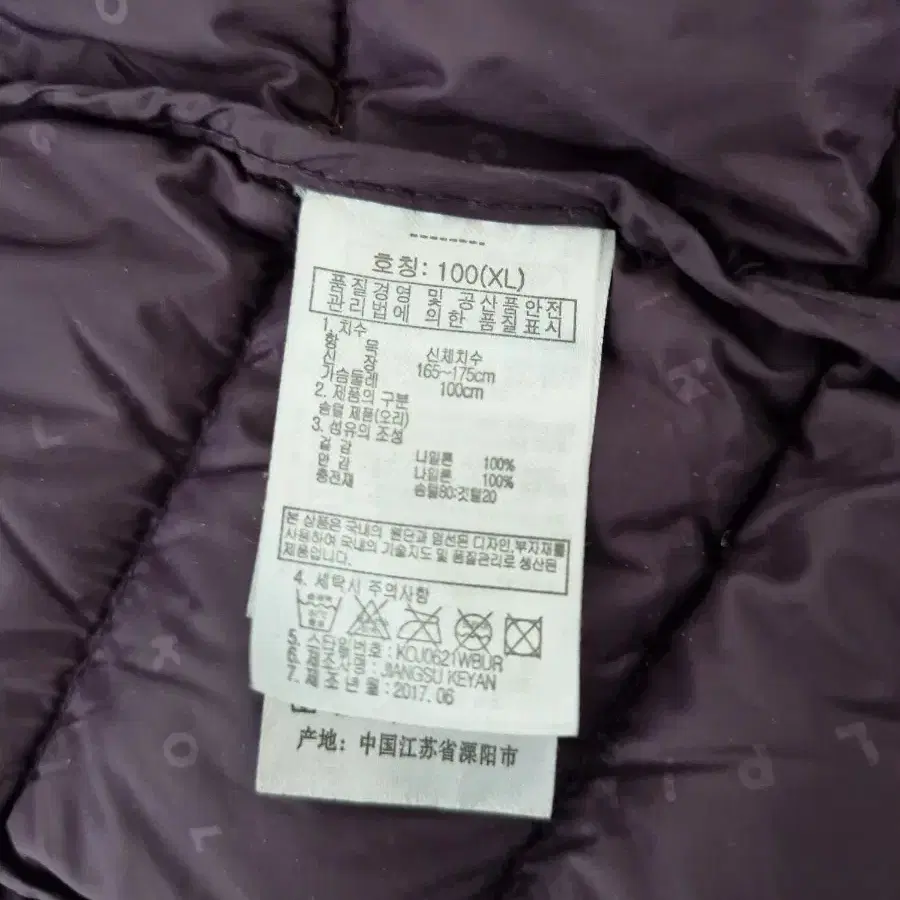 호칭: 100(XL)
품질경영 및 공산품안전
관리법에 의한 품질표시
1. 치수
항 목 신체치수
신 장 165~175cm
가슴둘레 100cm
2. 제품의 구분
솜털 제품(오리)
3. 섬유의 조성
겉 감 나일론 100%
안 감 나일론 100%
충전재 솜털80:깃털20
본 상품은 국내의 원단과 엄선된 디자인,부자재를
사용하여 국내의 기술지도 및 품질관리로 생산된
제품입니다.
4. 세탁시 주의사항
5. 스타일번호 : KOJ0621WBUR
6. 제조사명 : JIANGSU KEYAN
7. 제조년월 : 2017. 06
产地：中国江苏省溧阳市